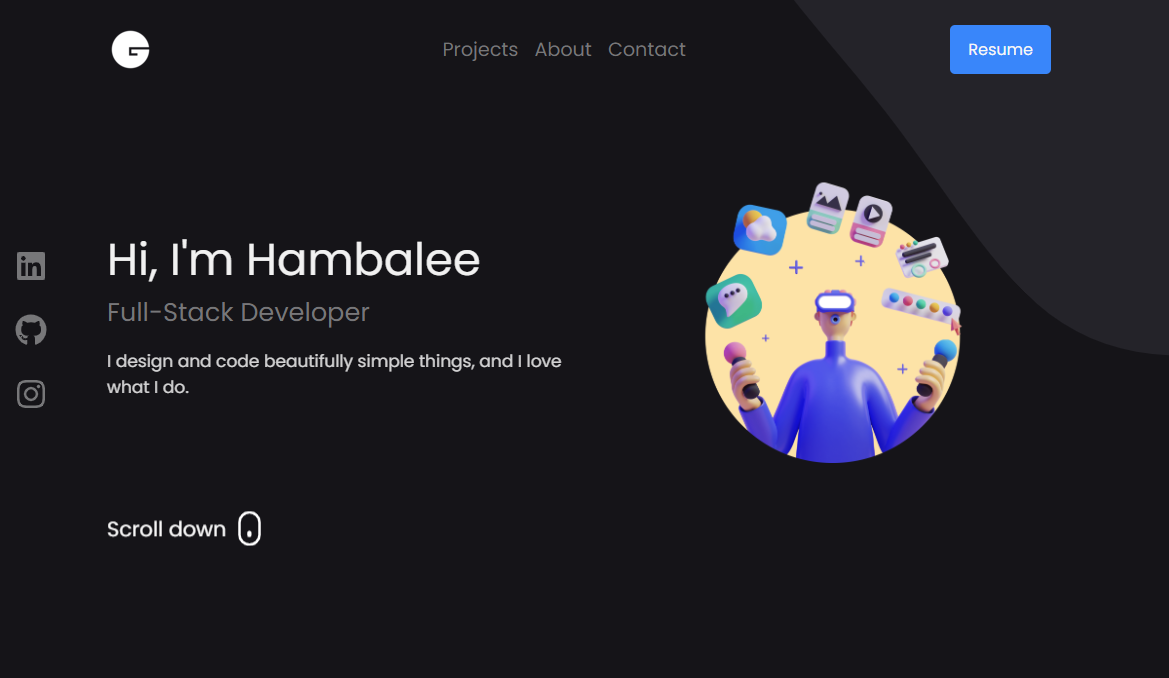 Projects About Contact
Resume
Hi, I'm Hambalee
Full-Stack Developer
I design and code beautifully simple things, and I love
what I do.
Scroll down